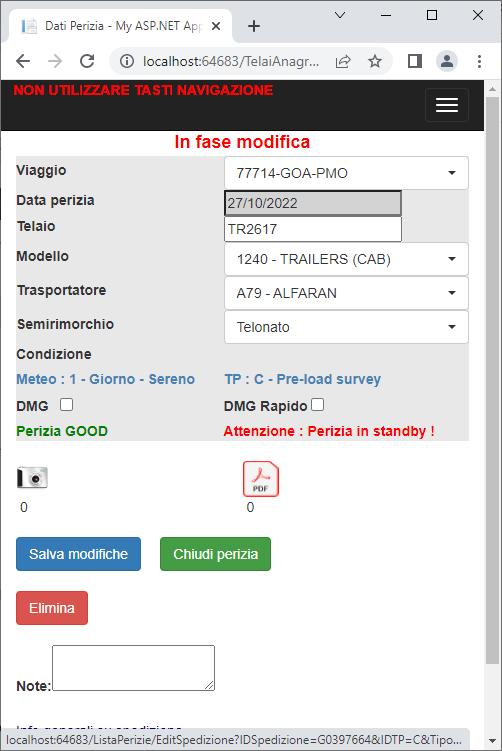 Dati Perizia - My ASP.NET App
localhost:64683/TelaiAnagr...
NON UTILIZZARE TASTI NAVIGAZIONE
In fase modifica
Viaggio 77714-GOA-PMO
Data perizia 27/10/2022
Telaio TR2617
Modello 1240 - TRAILERS (CAB)
Trasportatore A79 - ALFARAN
Semirimorchio Telonato
Condizione
Meteo : 1 - Giorno - Sereno TP : C - Pre-load survey
DMG DMG Rapido
Perizia GOOD Attenzione : Perizia in standby !
PDF
0 0
Salva modifiche Chiudi perizia
Elimina
Note:
Info generali su spedizione
localhost:64683/ListaPerizie/EditSpedizione?IDSpedizione=G0397664&IDTP=C&Tipo...